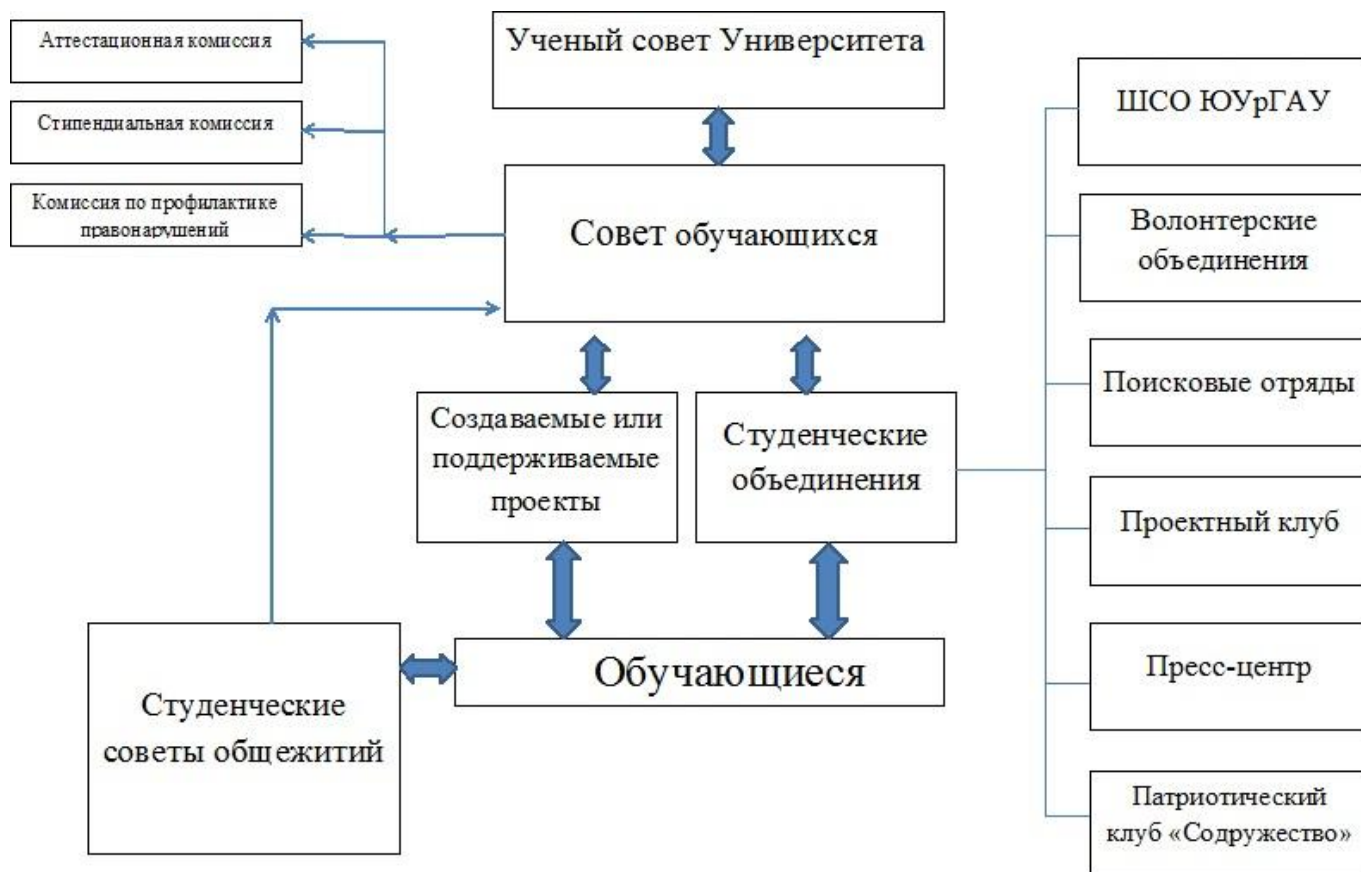 Аттестационная комиссия
Стипендиальная комиссия
Комиссия по профилактике
правонарушений
Ученый совет Университета
Совет обучающихся
Создаваемые или
поддерживаемые
проекты
Студенческие
объединения
Обучающиеся
Студенческие
советы общежитий
ШСО ЮУрГАУ
Волонтерские
объединения
Поисковые отряды
Проектный клуб
Пресс-центр
Патриотический
клуб «Содружество»